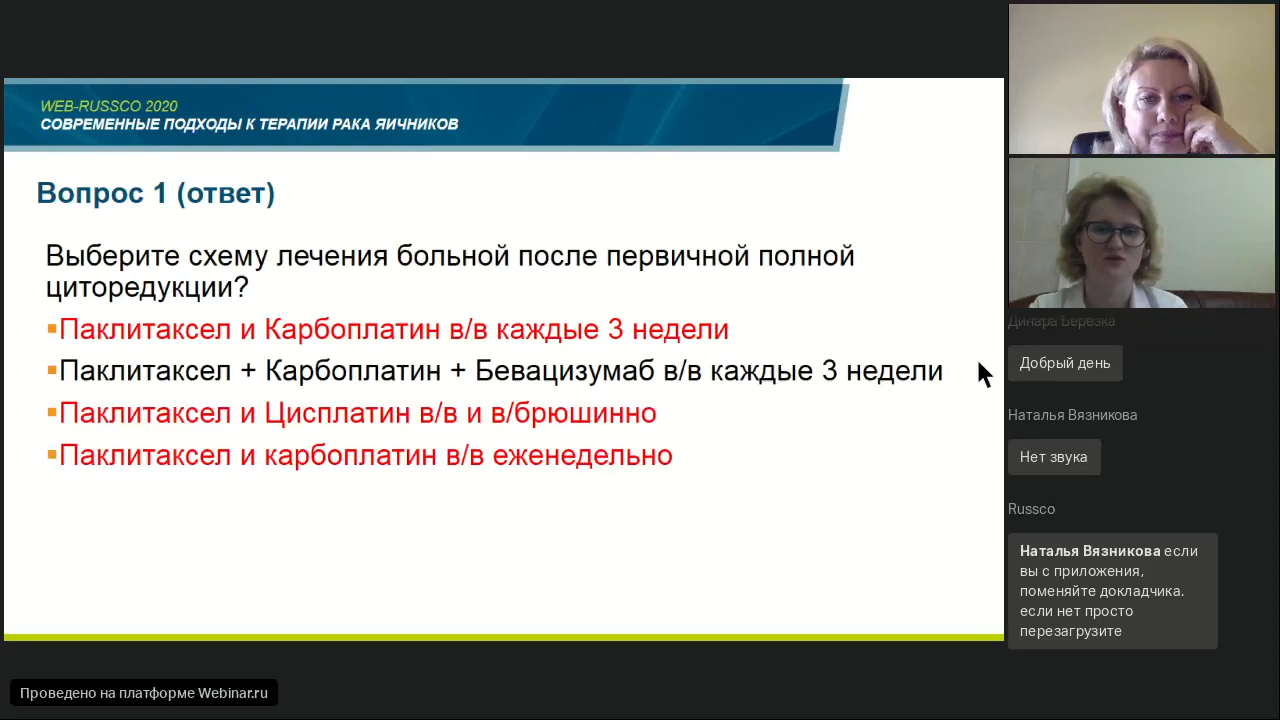 WEB-RUSSCO 2020
СОВРЕМЕННЫЕ ПОДХОДЫ К ТЕРАПИИ РАКА ЯИЧНИКОВ
Вопрос 1 (ответ)
Выберите схему лечения больной после первичной полной
циторедукции?
Паклитаксел и Карбоплатин в/в каждые 3 недели
Паклитаксел + Карбоплатин + Бевацизумаб в/в каждые 3 недели
Паклитаксел и Цисплатин в/в и в/брюшинно
Паклитаксел и карбоплатин в/в еженедельно
Динара Березка
Добрый день
Наталья Вязникова
Нет звука
Russco
Наталья Вязникова если
вы с приложения,
поменяйте докладчика.
если нет просто
перезагрузите
Проведено на платформе Webinar.ru